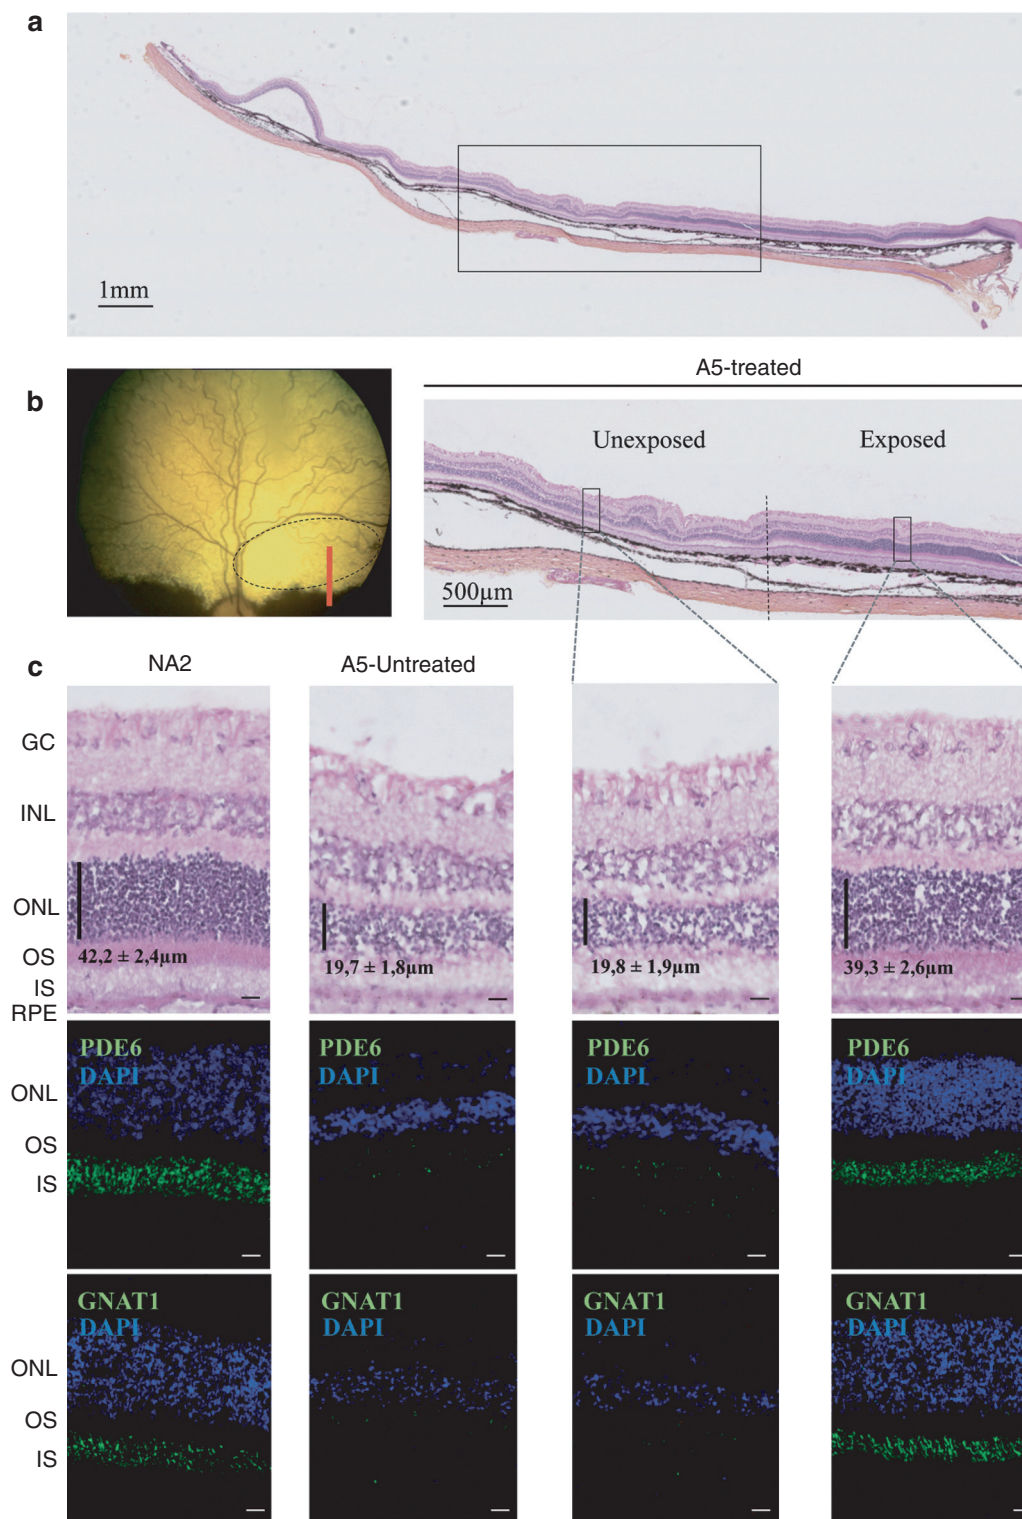 a
1mm
b
A5-treated
Unexposed
Exposed
500µm
c
NA2
A5-Untreated
GC
INL
ONL
OS
IS
RPE
42,2 ± 2,4µm
19,7 ± 1,8µm
19,8 ± 1,9µm
39,3 ± 2,6µm
ONL
OS
IS
PDE6
DAPI
PDE6
DAPI
PDE6
DAPI
PDE6
DAPI
ONL
OS
IS
GNAT1
DAPI
GNAT1
DAPI
GNAT1
DAPI
GNAT1
DAPI